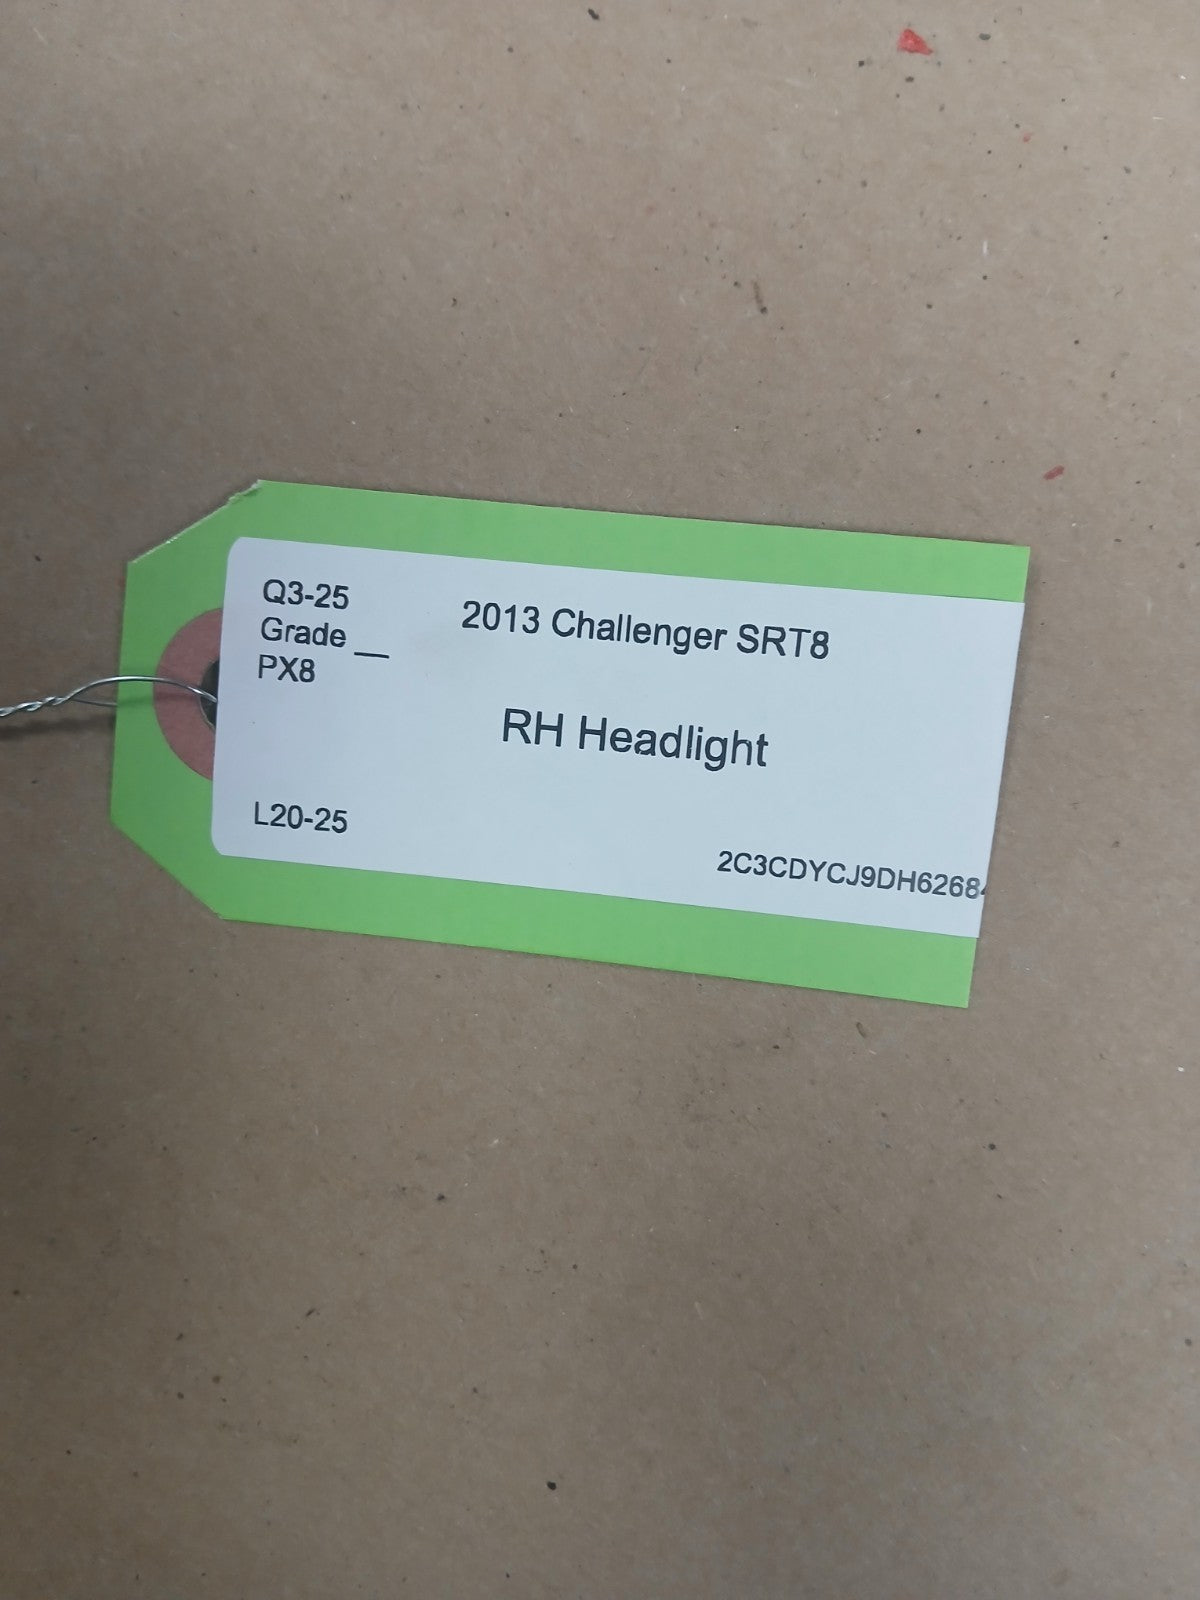 Q3-25
Grade __
PX8
2013 Challenger SRT8
RH Headlight
L20-25
2C3CDYCJ9DH6268